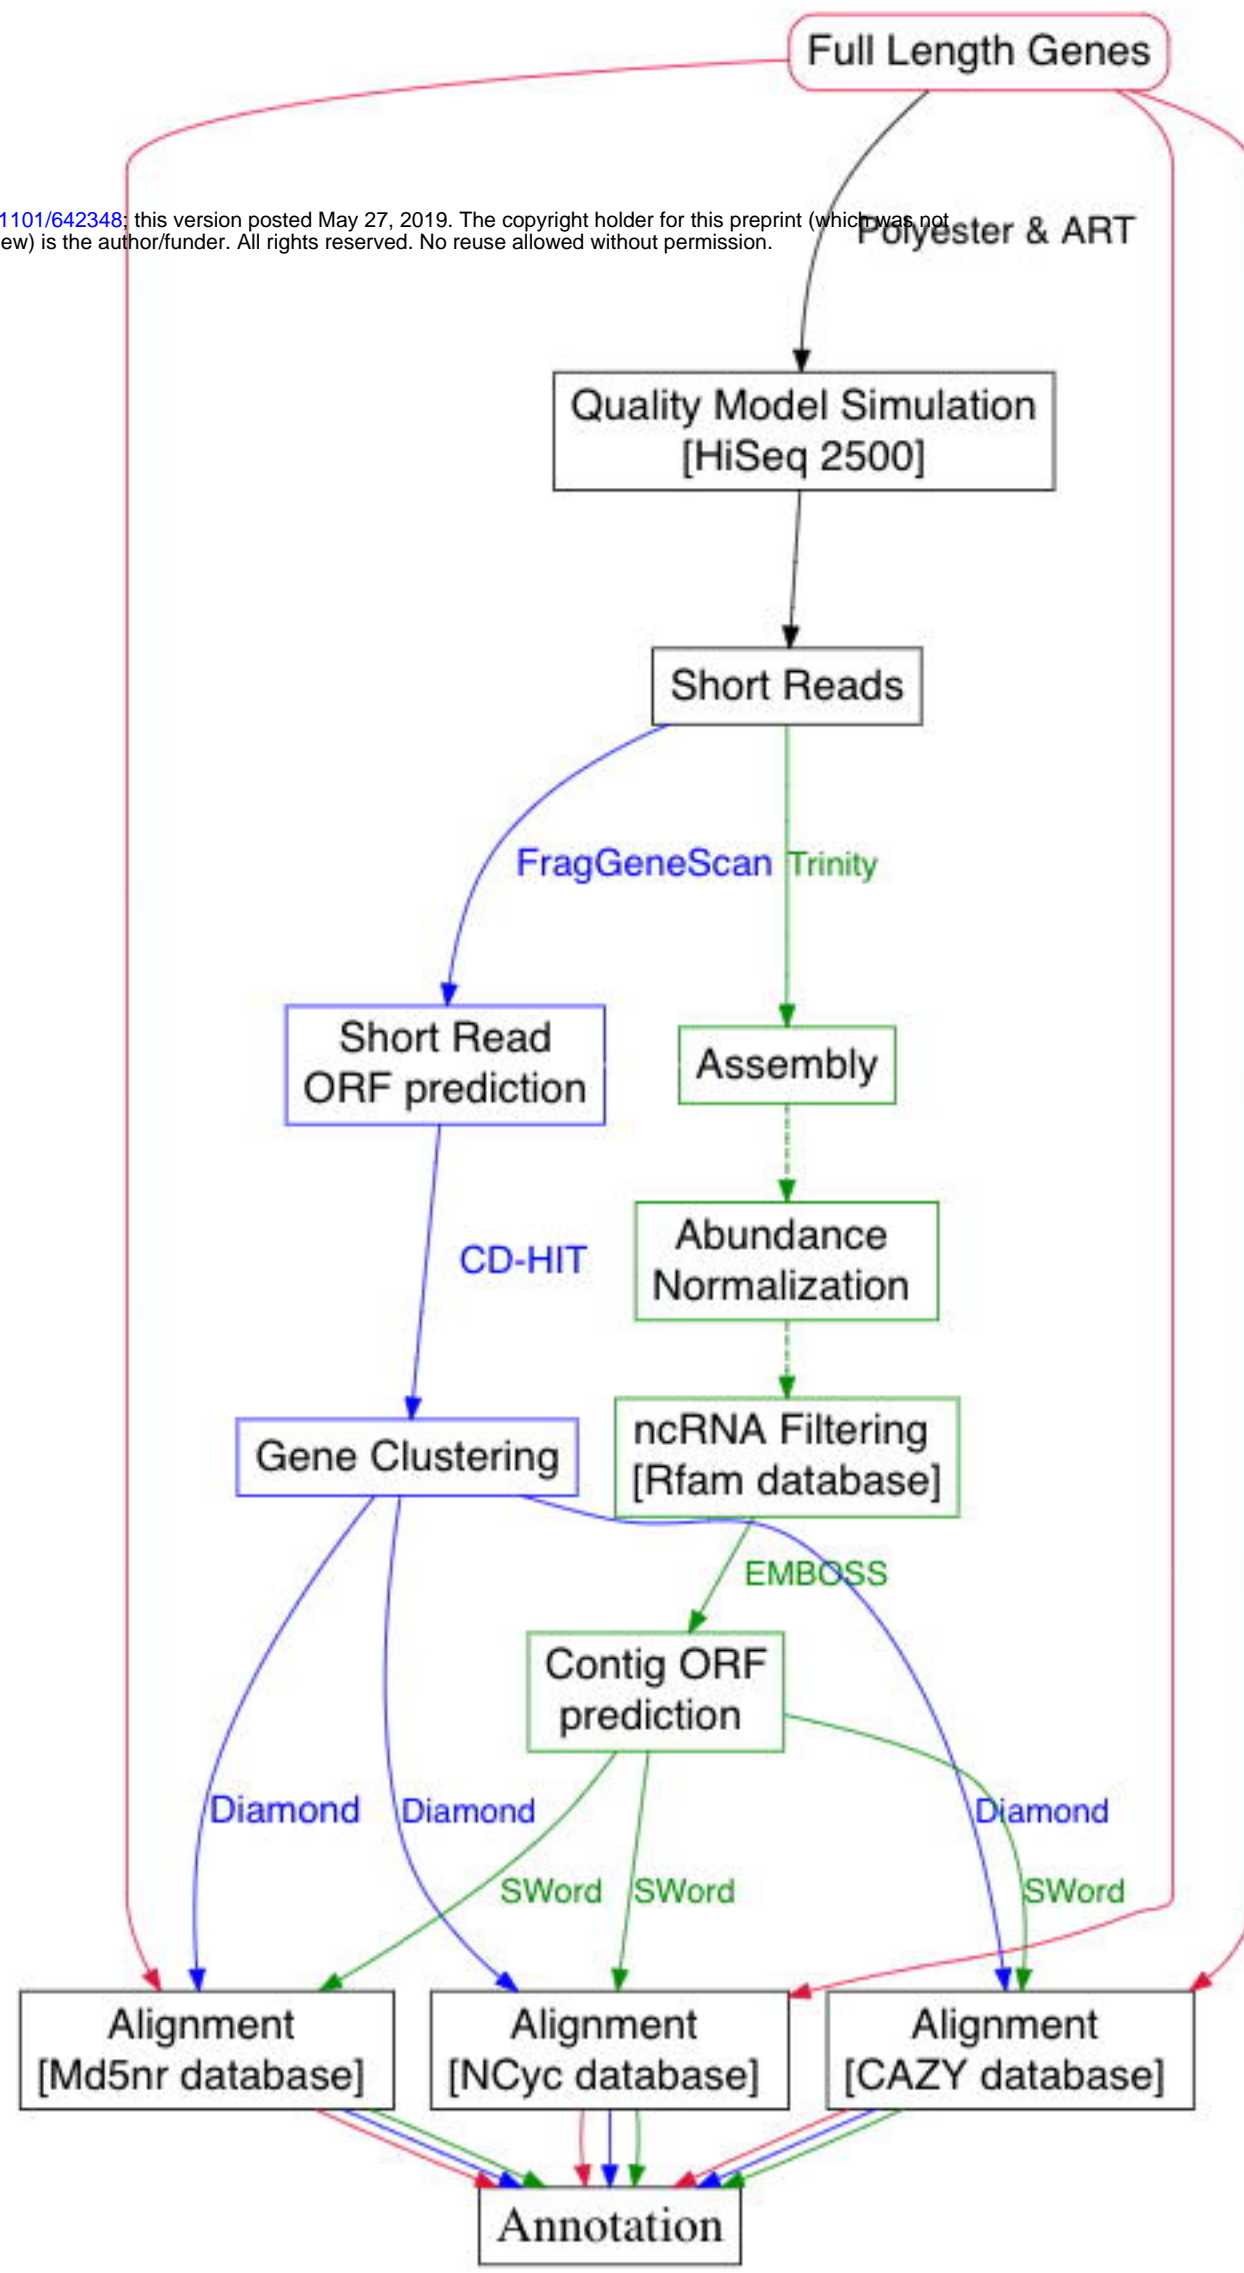 Full Length Genes
1101/642348; this version posted May 27, 2019. The copyright holder for this preprint (which was not
ew) is the author/funder. All rights reserved. No reuse allowed without permission.
Polyester & ART
Quality Model Simulation
[HiSeq 2500]
Short Reads
FragGeneScan
Trinity
Short Read
ORF prediction
Assembly
CD-HIT
Abundance
Normalization
Gene Clustering
ncRNA Filtering
[Rfam database]
EMBOSS
Contig ORF
prediction
Diamond
Diamond
Diamond
SWord
SWord
SWord
Alignment
[Md5nr database]
Alignment
[NCyc database]
Alignment
[CAZY database]
Annotation